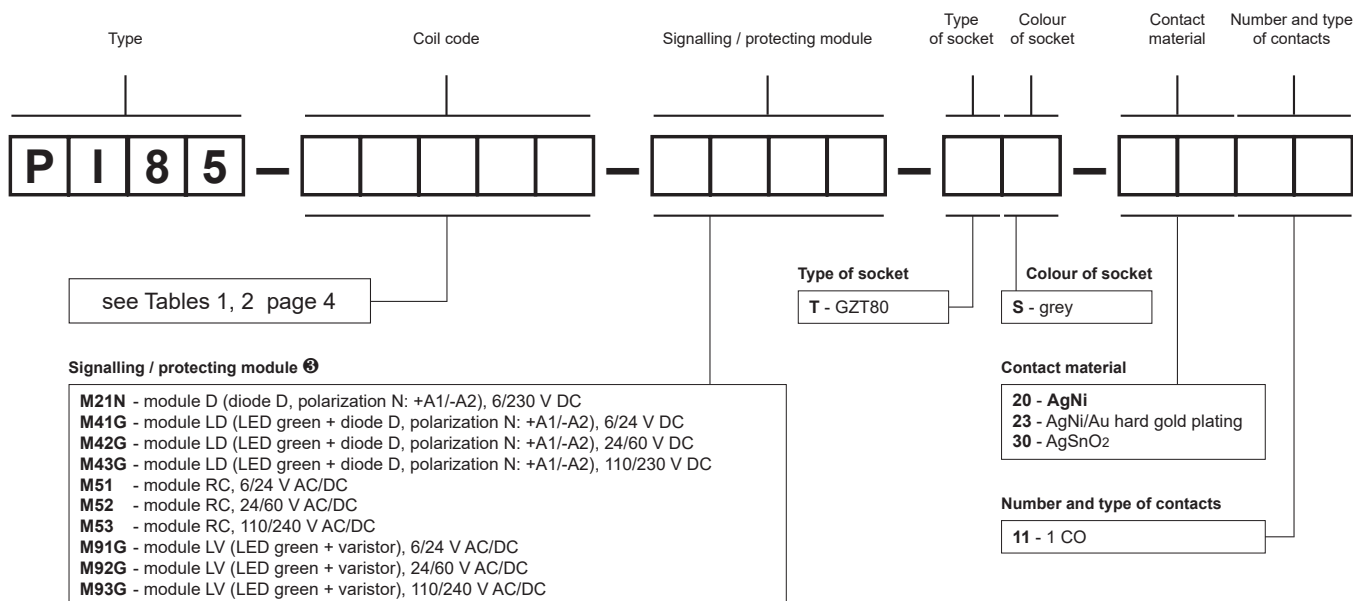 Type
Coil code
Signalling / protecting module
Type
of socket
Colour
of socket
Contact
material
Number and type
of contacts
P I 8 5 – – – –
see Tables 1, 2 page 4
Type of socket
T - GZT80
Colour of socket
S - grey
Signalling / protecting module ❸
M21N - module D (diode D, polarization N: +A1/-A2), 6/230 V DC
M41G - module LD (LED green + diode D, polarization N: +A1/-A2), 6/24 V DC
M42G - module LD (LED green + diode D, polarization N: +A1/-A2), 24/60 V DC
M43G - module LD (LED green + diode D, polarization N: +A1/-A2), 110/230 V DC
M51 - module RC, 6/24 V AC/DC
M52 - module RC, 24/60 V AC/DC
M53 - module RC, 110/240 V AC/DC
M91G - module LV (LED green + varistor), 6/24 V AC/DC
M92G - module LV (LED green + varistor), 24/60 V AC/DC
M93G - module LV (LED green + varistor), 110/240 V AC/DC
Contact material
20 - AgNi
23 - AgNi/Au hard gold plating
30 - AgSnO2
Number and type of contacts
11 - 1 CO